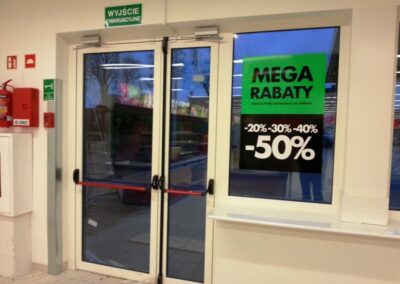 WYJŚCIE
EWAKUACYJNE
MEGA
RABATY
-20%-30%-40%
-50%